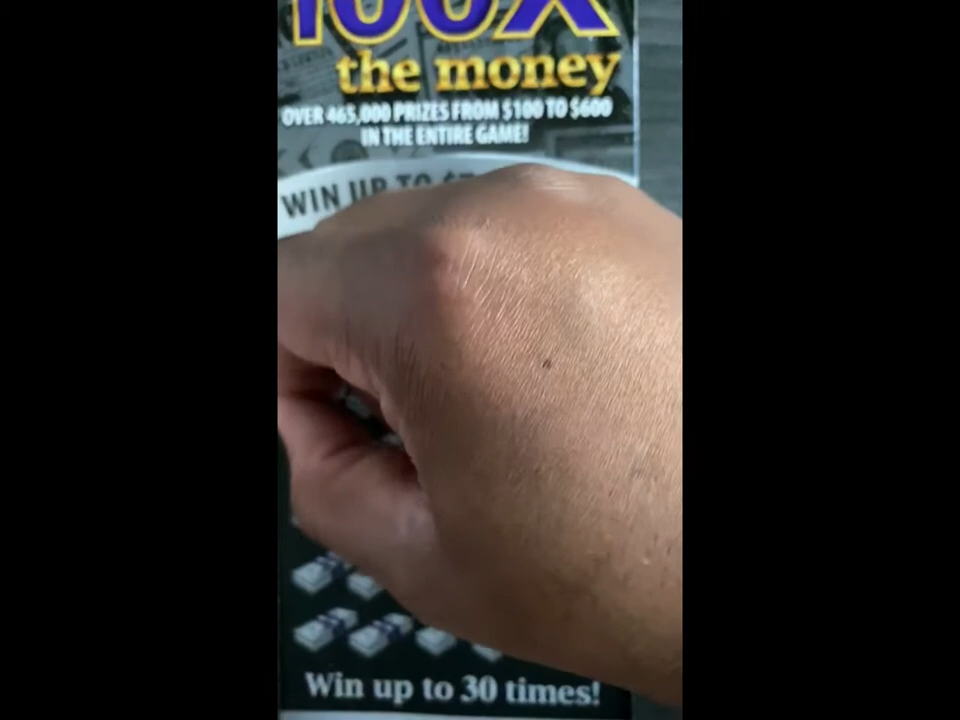 100X
the money
OVER 465,000 PRIZES FROM $100 TO $600
IN THE ENTIRE GAME!
WIN UP TO
Win up to 30 times!